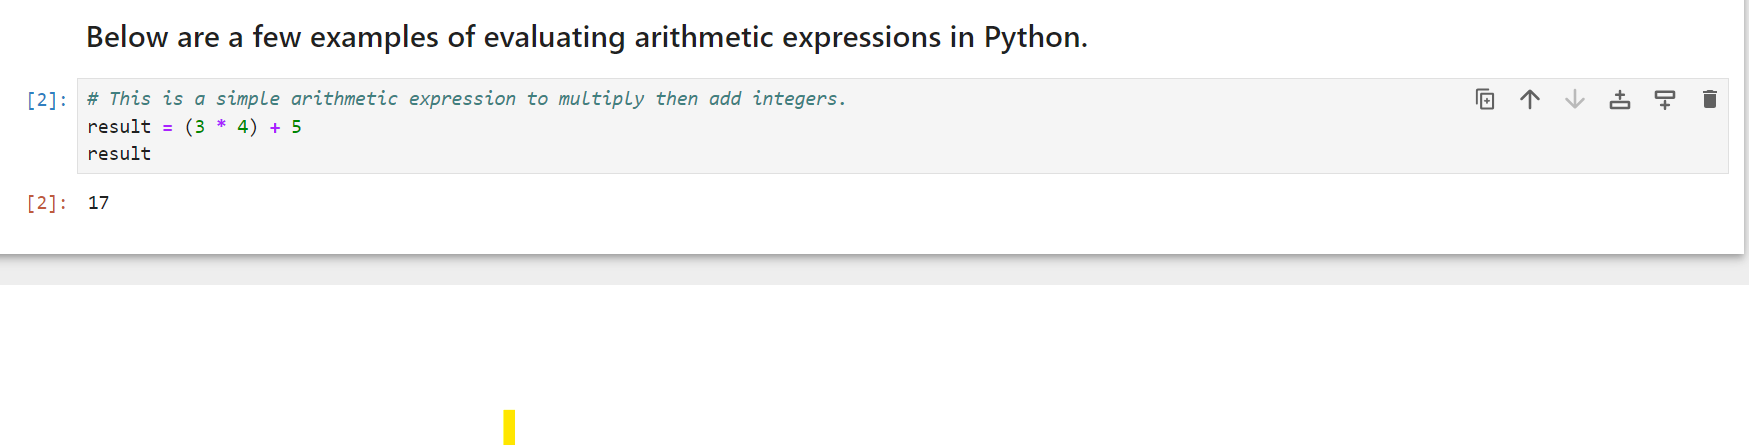 Below are a few examples of evaluating arithmetic expressions in Python.
[2]: # This is a simple arithmetic expression to multiply then add integers.
result = (3 * 4) + 5
result
[2]: 17